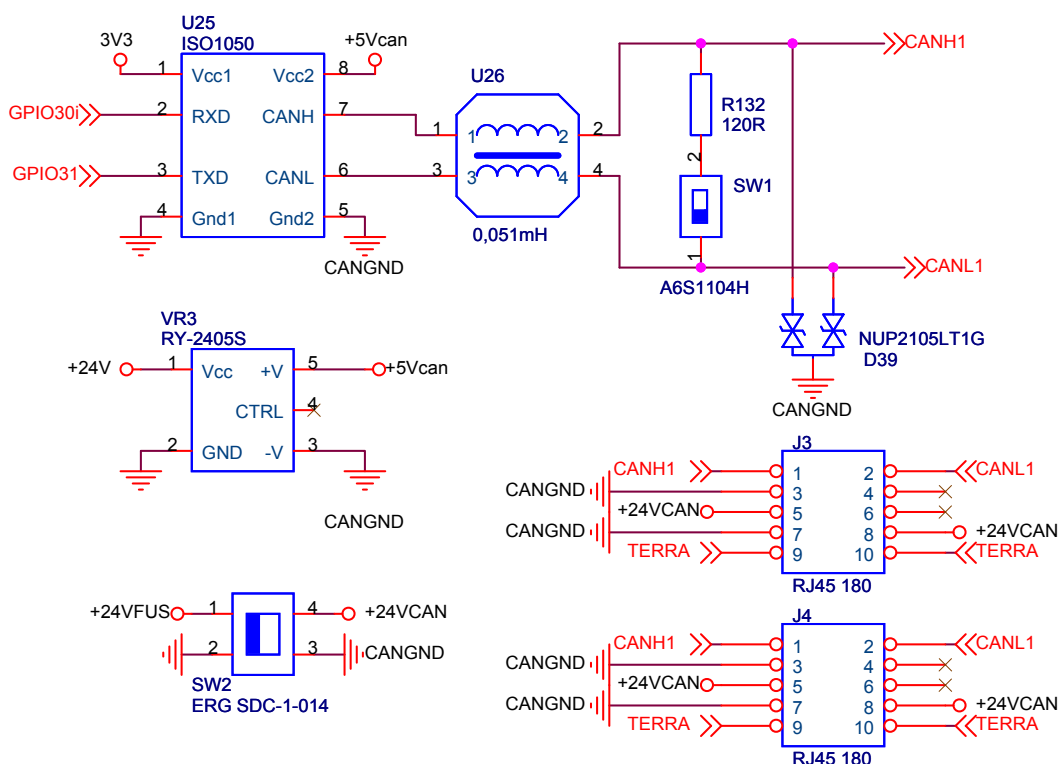 U25
ISO1050
3V3
+5Vcan
1
Vcc1
Vcc2
8
GPIO30i
2
RXD
CANH
7
GPIO31
3
TXD
CANL
6
4
Gnd1
Gnd2
5
CANGND
U26
1
1
2
2
3
3
4
4
0,051mH
CANH1
R132
120R
2
SW1
1
CANL1
A6S1104H
NUP2105LT1G
D39
CANGND
VR3
RY-2405S
+24V
1
Vcc
+V
5
+5Vcan
CTRL
4
2
GND
-V
3
CANGND
+24VFUS
1
4
+24VCAN
2
3
CANGND
SW2
ERG SDC-1-014
J3
CANH1
1
2
CANL1
CANGND
3
4
+24VCAN
5
6
CANGND
7
8
+24VCAN
TERRA
9
10
TERRA
RJ45 180
J4
CANH1
1
2
CANL1
CANGND
3
4
+24VCAN
5
6
CANGND
7
8
+24VCAN
TERRA
9
10
TERRA
RJ45 180